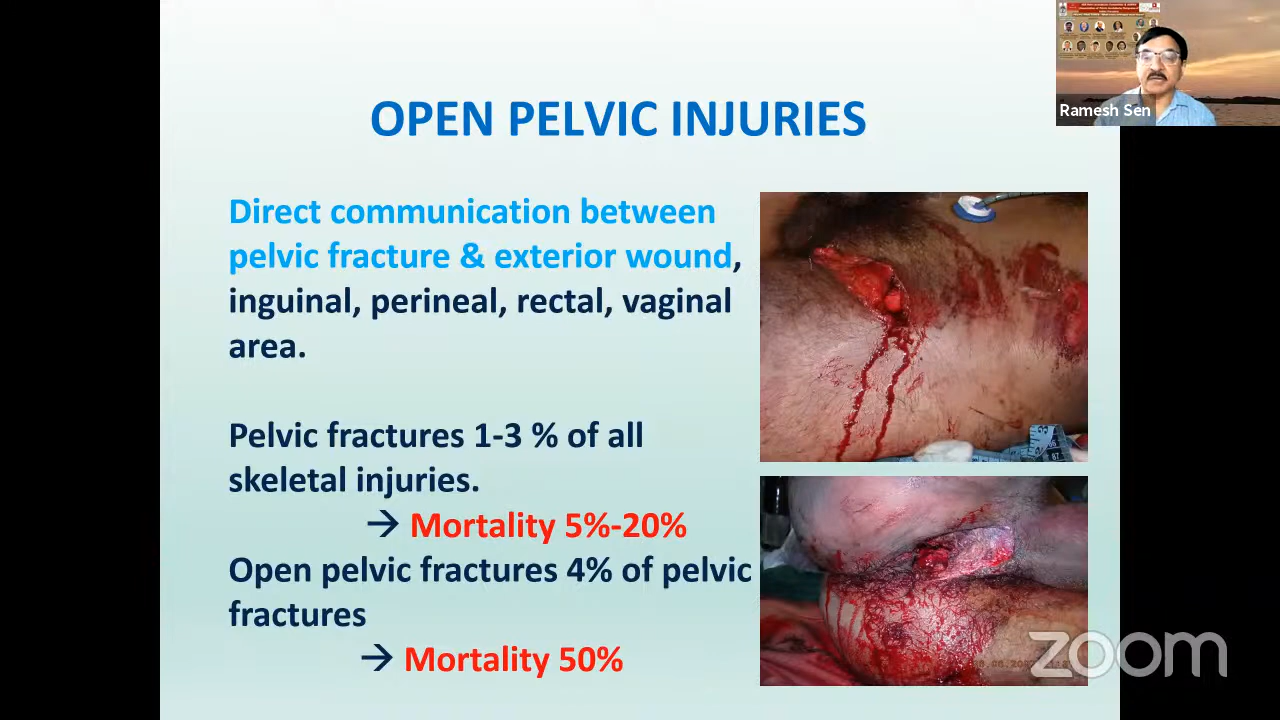 OPEN PELVIC INJURIES
Direct communication between
pelvic fracture & exterior wound,
inguinal, perineal, rectal, vaginal
area.
Pelvic fractures 1-3 % of all
skeletal injuries.
→ Mortality 5%-20%
Open pelvic fractures 4% of pelvic
fractures
→ Mortality 50%
Ramesh Sen
zoom